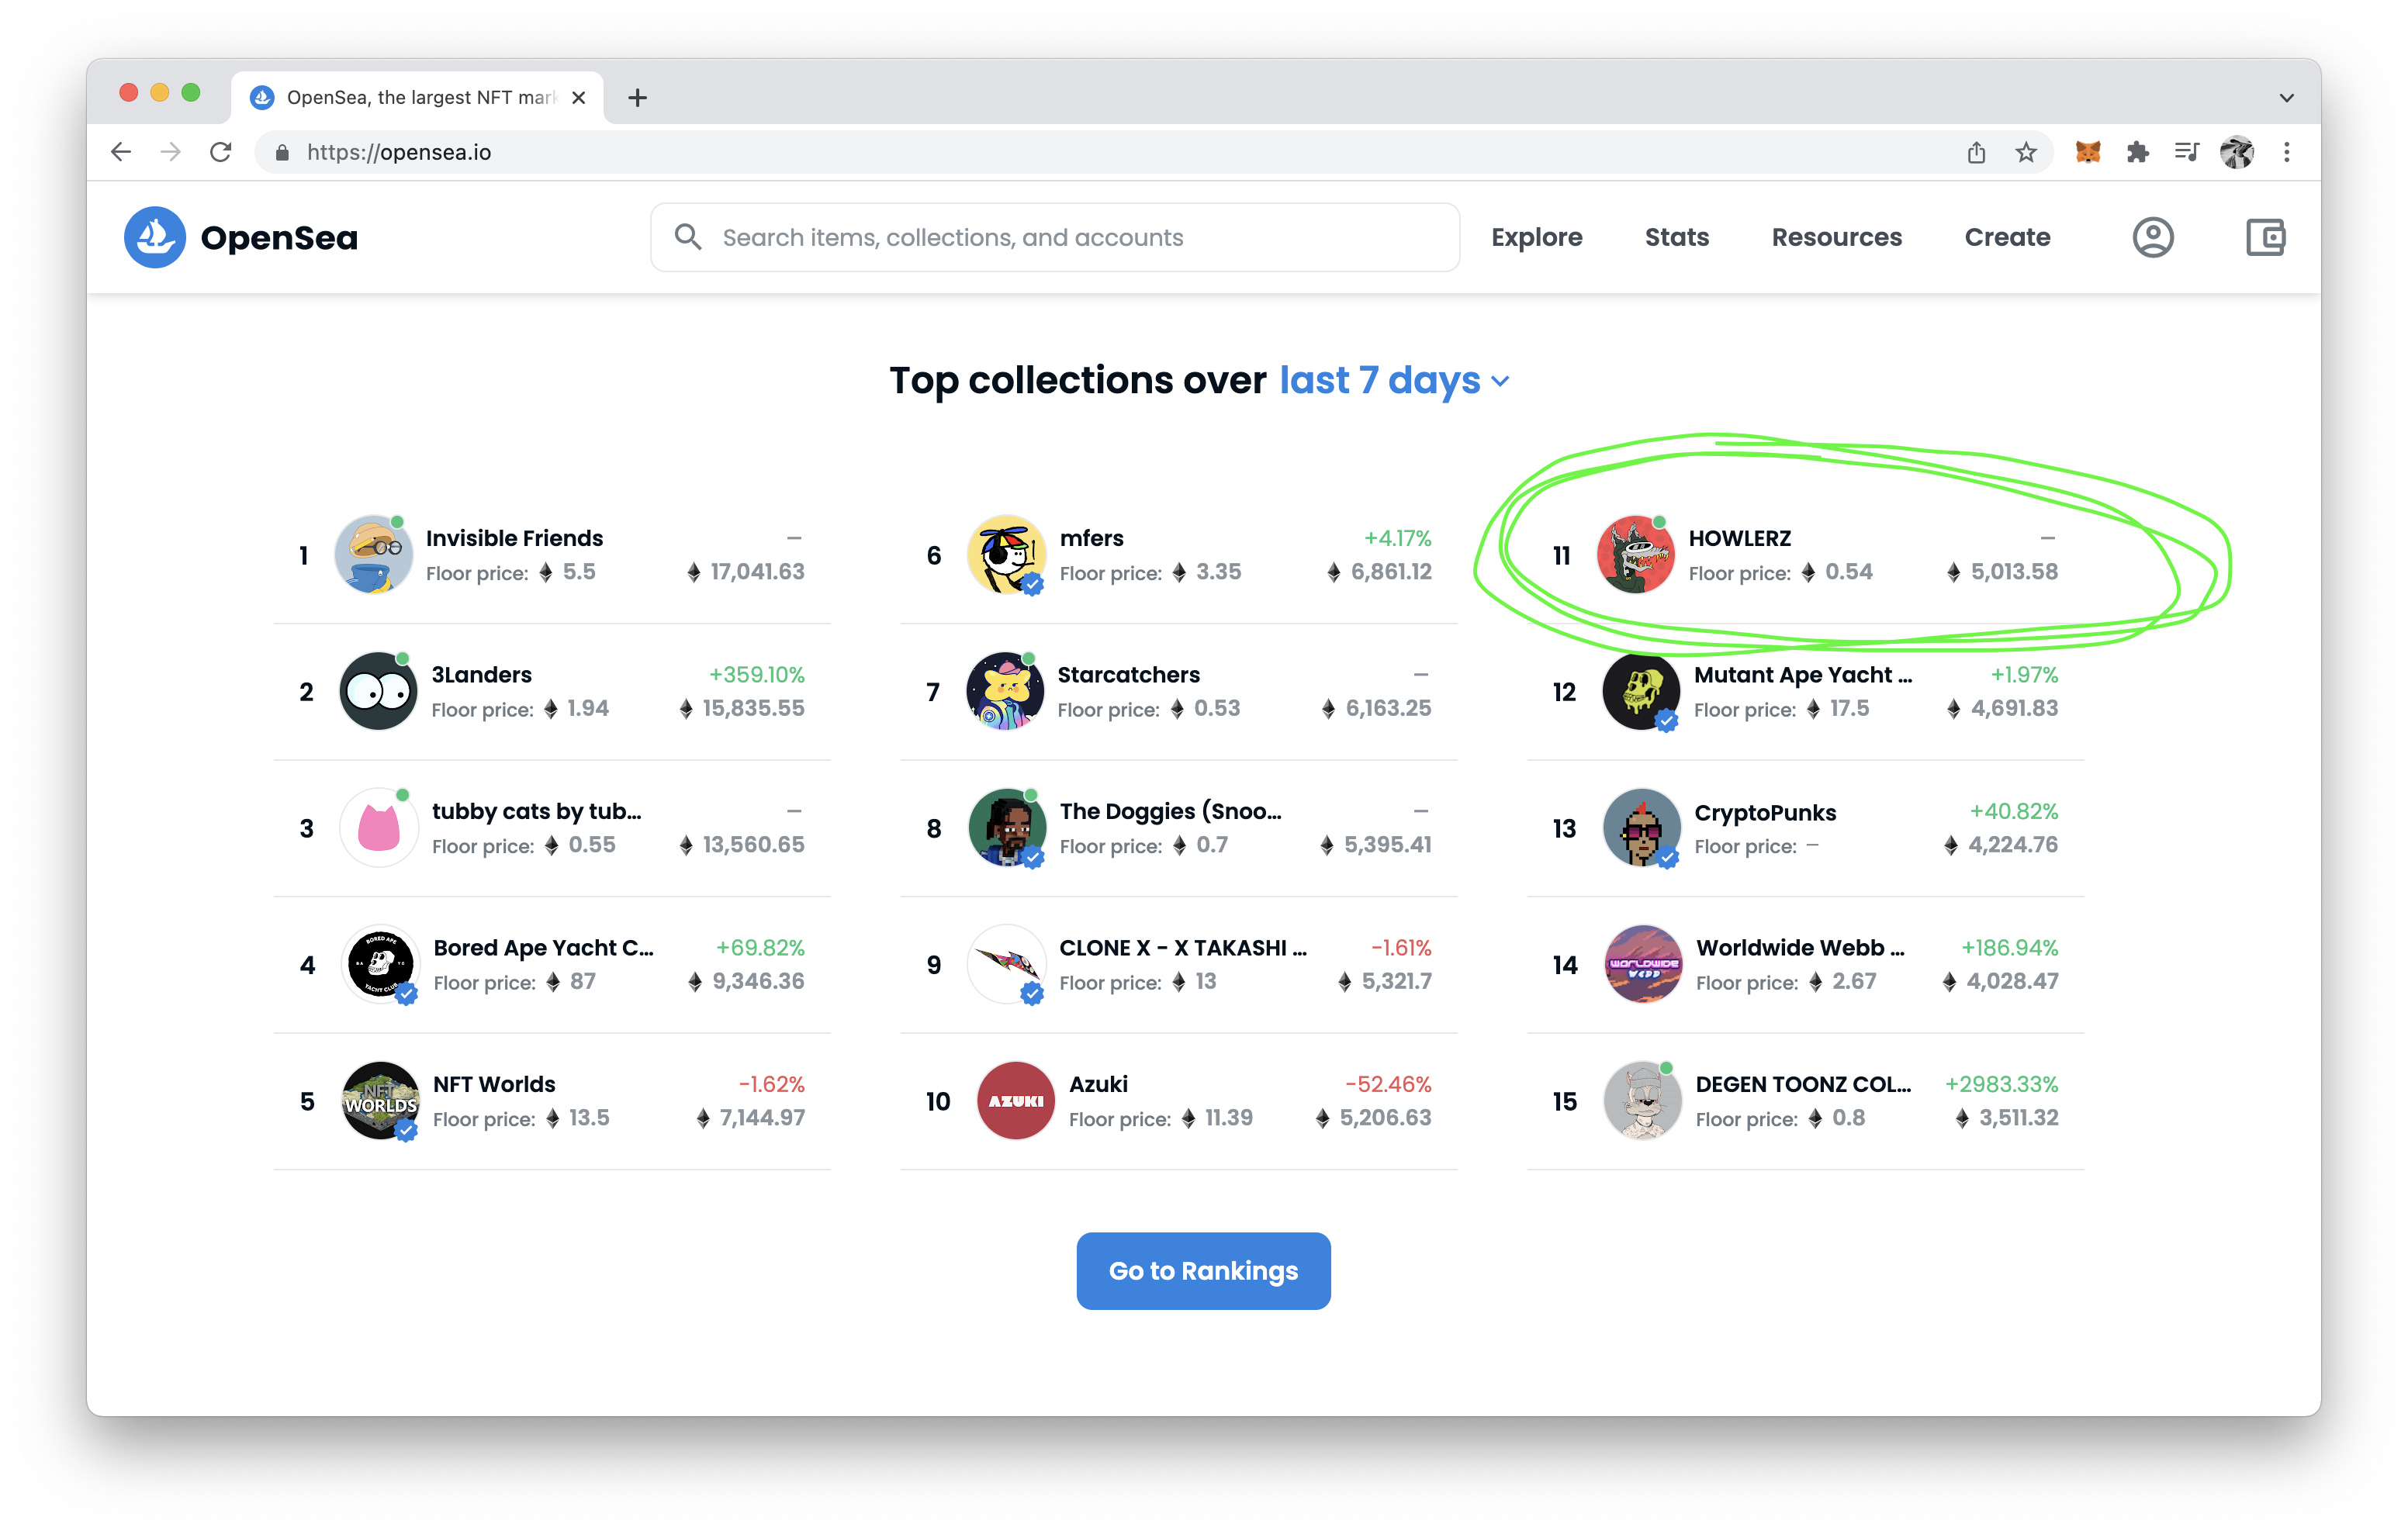 OpenSea, the largest NFT mark
https://opensea.io
OpenSea
Search items, collections, and accounts
Explore
Stats
Resources
Create
Top collections over last 7 days
1
Invisible Friends
—
Floor price: 5.5
17,041.63
2
3Landers
+359.10%
Floor price: 1.94
15,835.55
3
tubby cats by tub...
—
Floor price: 0.55
13,560.65
4
BORED APE
YACHT CLUB
Bored Ape Yacht C...
+69.82%
Floor price: 87
9,346.36
5
NFT
WORLDS
NFT Worlds
-1.62%
Floor price: 13.5
7,144.97
6
mfers
+4.17%
Floor price: 3.35
6,861.12
7
Starcatchers
—
Floor price: 0.53
6,163.25
8
The Doggies (Snoo...
—
Floor price: 0.7
5,395.41
9
CLONE X - X TAKASHI ...
-1.61%
Floor price: 13
5,321.7
10
AZUKI
Azuki
-52.46%
Floor price: 11.39
5,206.63
11
HOWLERZ
—
Floor price: 0.54
5,013.58
12
Mutant Ape Yacht ...
+1.97%
Floor price: 17.5
4,691.83
13
CryptoPunks
+40.82%
Floor price: —
4,224.76
14
WORLDWIDE
WEBB
Worldwide Webb ...
+186.94%
Floor price: 2.67
4,028.47
15
DEGEN TOONZ COL...
+2983.33%
Floor price: 0.8
3,511.32
Go to Rankings